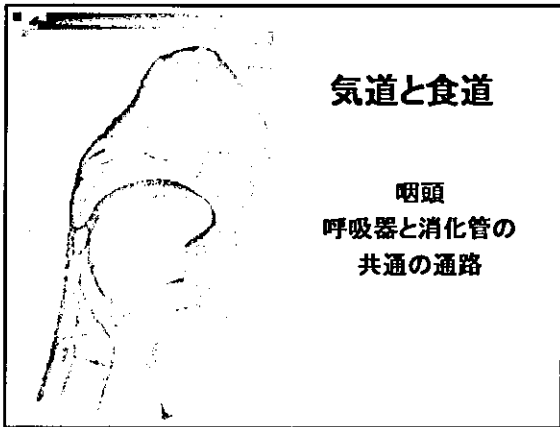 気道と食道
咽頭
呼吸器と消化管の
共通の通路